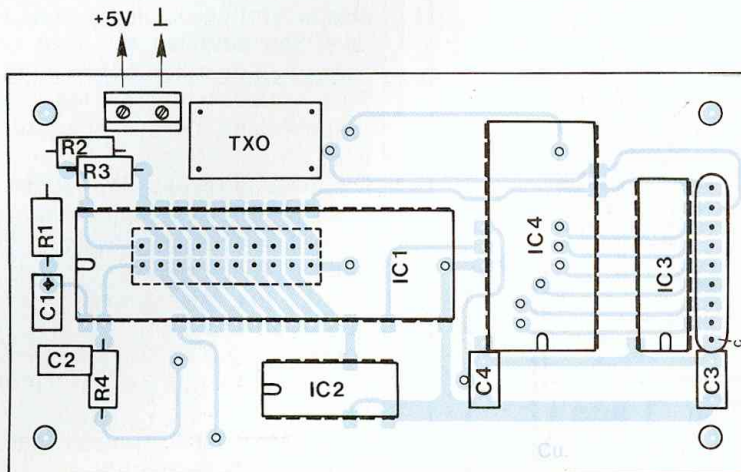 +5V ⊥
R2
R3
TXO
R1
C1
+
IC1
IC4
IC3
C2
R4
IC2
C4
C3
c
Cu.